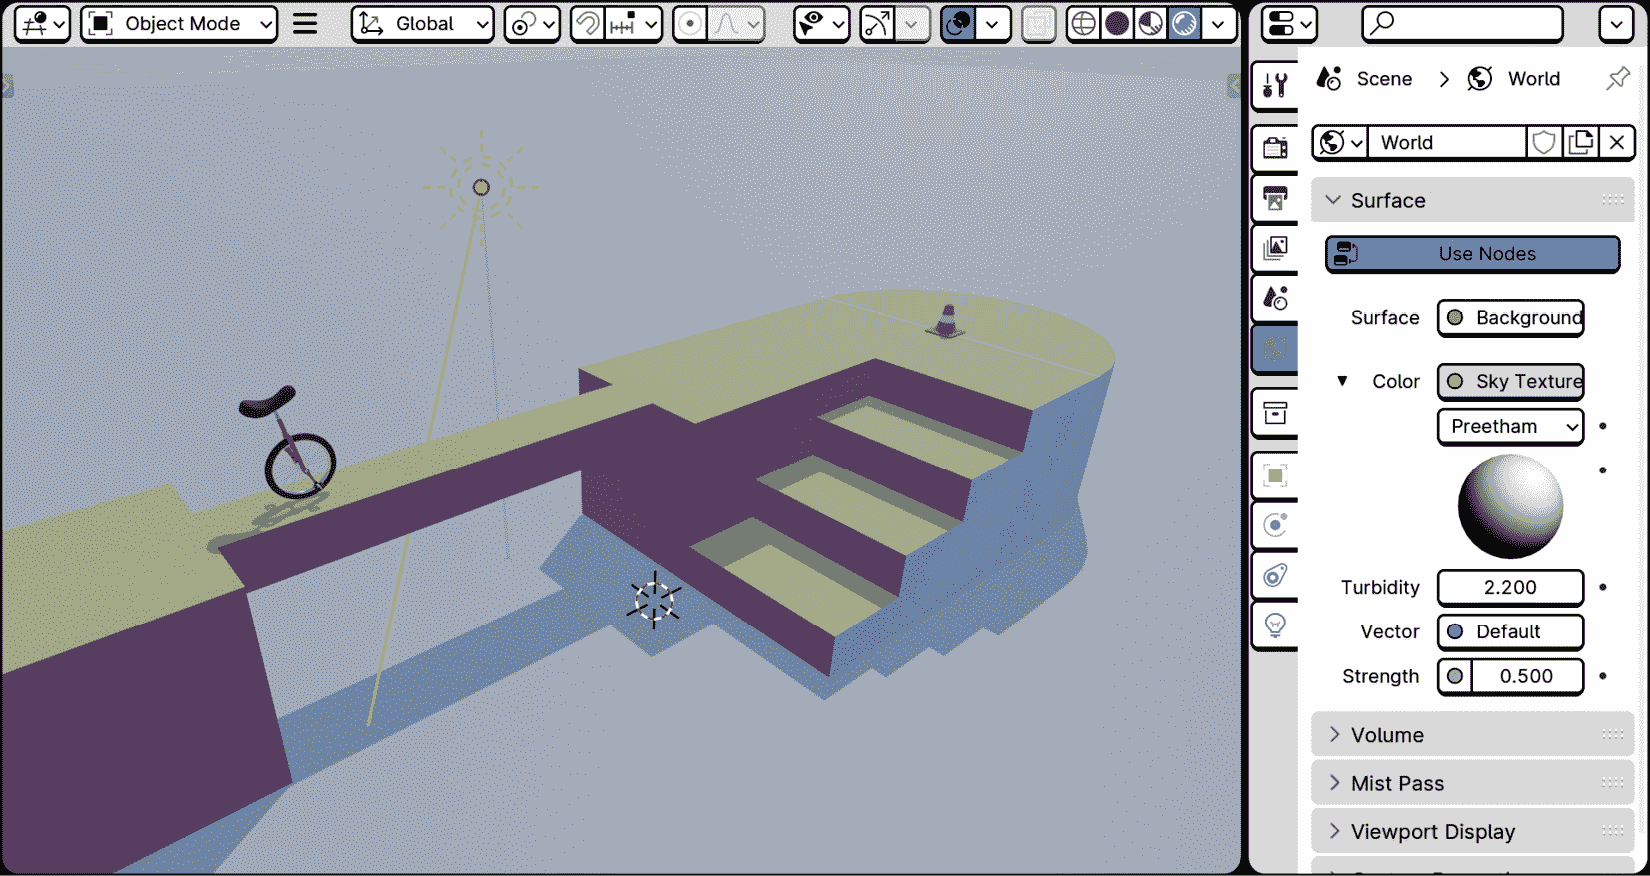 Object Mode
Global
Scene > World
World
Surface
Use Nodes
Surface Background
Color Sky Texture
Preetham
Turbidity 2.200
Vector Default
Strength 0.500
Volume
Mist Pass
Viewport Display